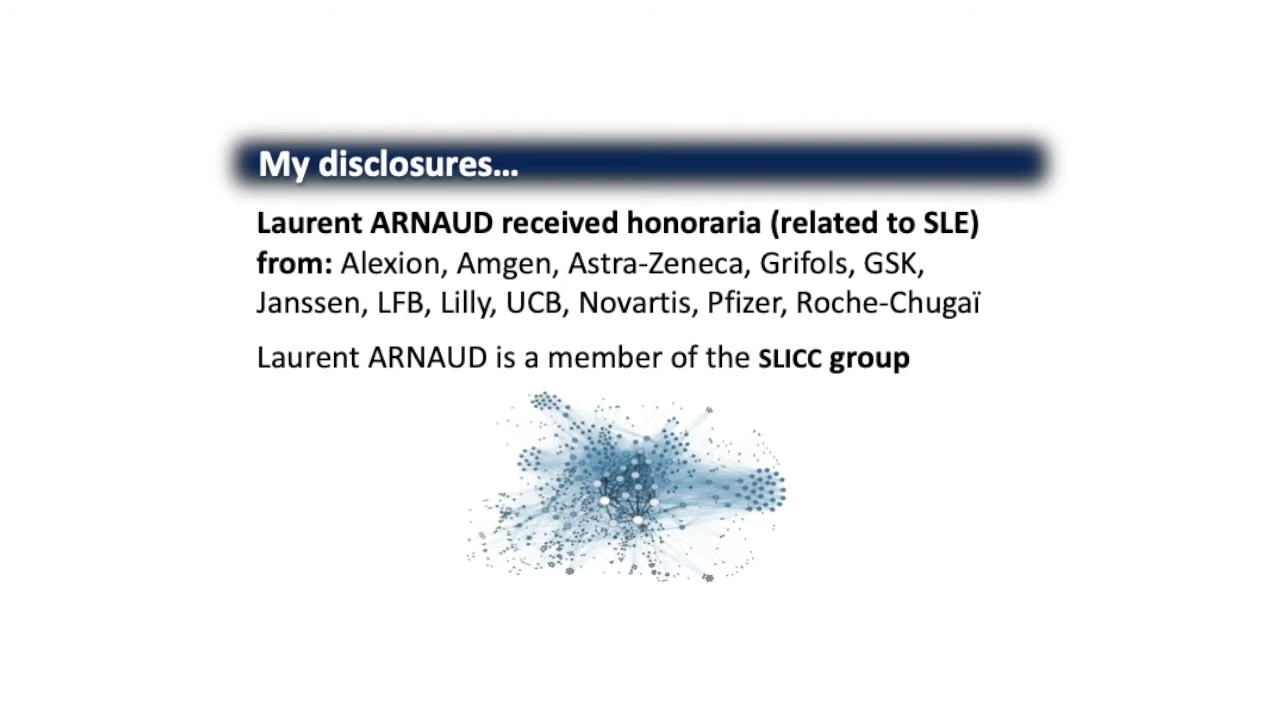 My disclosures...
Laurent ARNAUD received honoraria (related to SLE)
from: Alexion, Amgen, Astra-Zeneca, Grifols, GSK,
Janssen, LFB, Lilly, UCB, Novartis, Pfizer, Roche-Chugaï
Laurent ARNAUD is a member of the SLICC group